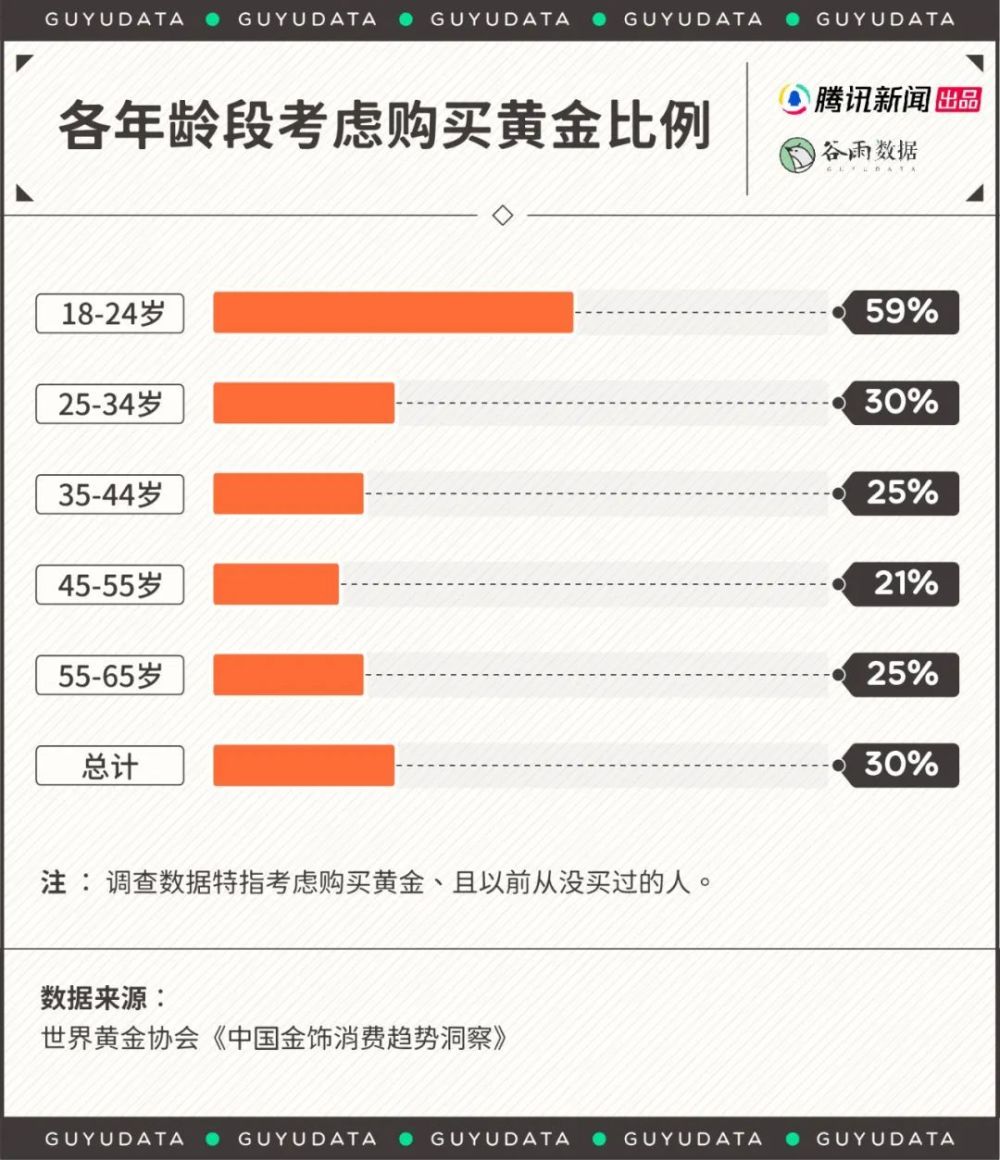 GUYUDATA GUYUDATA GUYUDATA GUYUDATA GUYUDATA
各年龄段考虑购买黄金比例
腾讯新闻 出品
谷雨数据
GUYUDATA
18-24岁 59%
25-34岁 30%
35-44岁 25%
45-55岁 21%
55-65岁 25%
总计 30%
注：调查数据特指考虑购买黄金、且以前从没买过的人。
数据来源：
世界黄金协会《中国金饰消费趋势洞察》
GUYUDATA GUYUDATA GUYUDATA GUYUDATA GUYUDATA